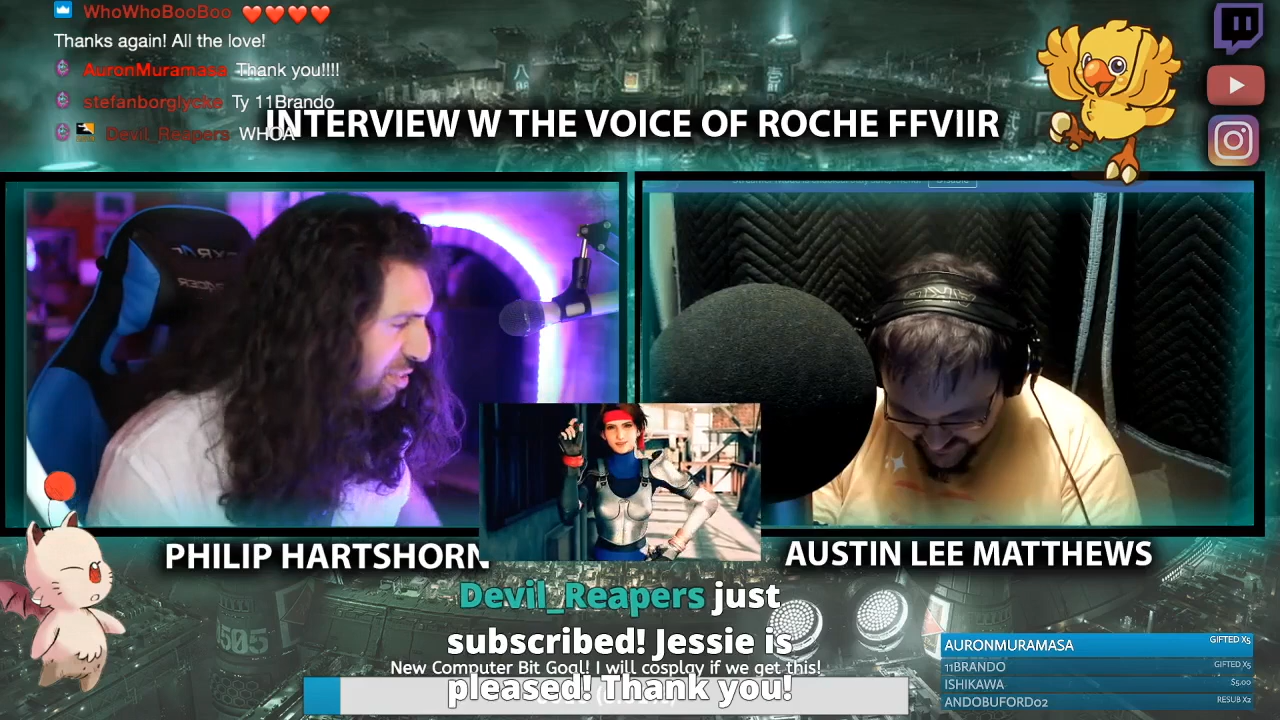 WhoWhoBooBoo
Thanks again! All the love!
AuronMuramasa Thank you!!!!
stefanborglycke Ty 11Brando
Devil_Reapers WHOA
INTERVIEW W THE VOICE OF ROCHE FFVIIR
PHILIP HARTSHORN
AUSTIN LEE MATTHEWS
Devil_Reapers just
subscribed! Jessie is
New Computer Bit Goal! I will cosplay if we get this!
pleased! Thank you!
505
AURONMURAMASA GIFTED X5
11BRANDO GIFTED X5
ISHIKAWA $5.00
ANDOBUFORD02 RESUB X2